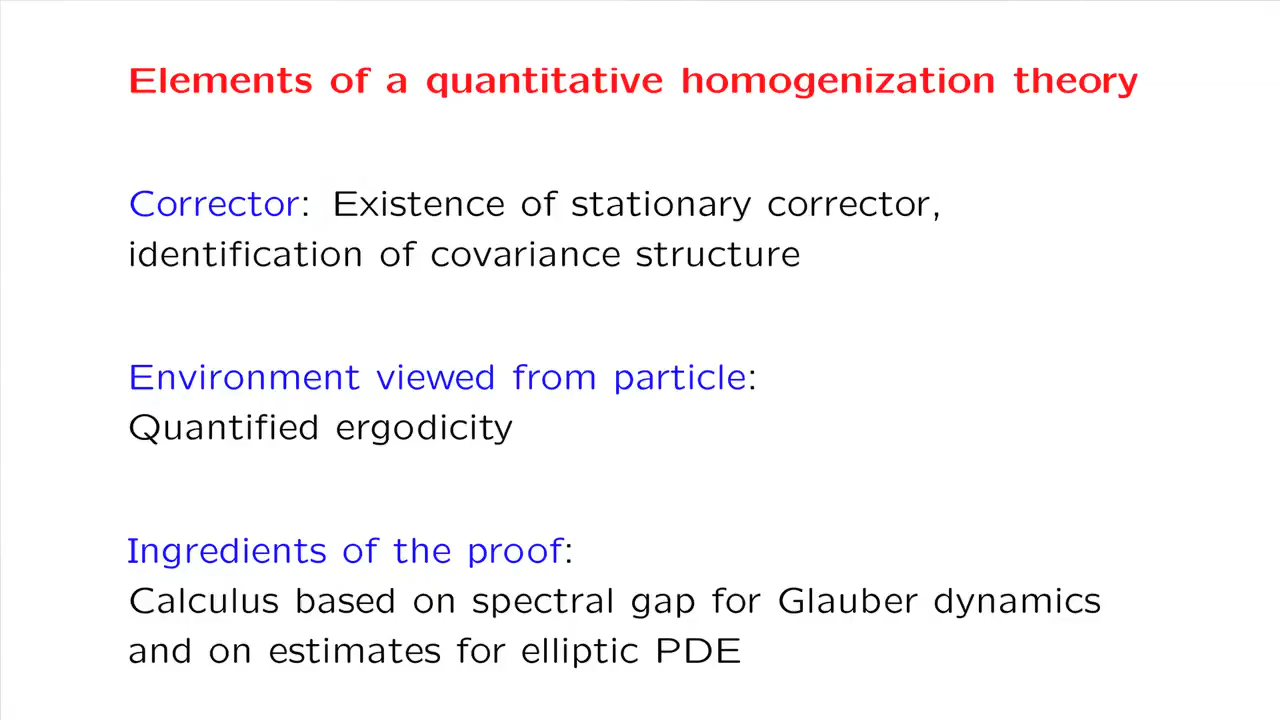 Elements of a quantitative homogenization theory
Corrector: Existence of stationary corrector,
identification of covariance structure
Environment viewed from particle:
Quantified ergodicity
Ingredients of the proof:
Calculus based on spectral gap for Glauber dynamics
and on estimates for elliptic PDE